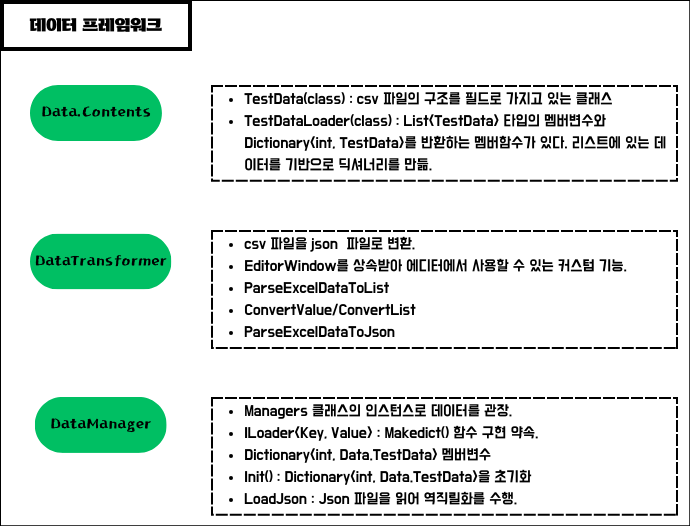 데이터 프레임워크
Data.Contents
• TestData(class) : csv 파일의 구조를 필드로 가지고 있는 클래스
• TestDataLoader(class) : List<TestData> 타입의 멤버변수와
Dictionary<int, TestData>를 반환하는 멤버함수가 있다. 리스트에 있는 데
이터를 기반으로 딕셔너리를 만듦.
DataTransformer
• csv 파일을 json 파일로 변환.
• EditorWindow를 상속받아 에디터에서 사용할 수 있는 커스텀 기능.
• ParseExcelDataToList
• ConvertValue/ConvertList
• ParseExcelDataToJson
DataManager
• Managers 클래스의 인스턴스로 데이터를 관장.
• ILoader<Key, Value> : Makedict() 함수 구현 약속.
• Dictionary<int, Data.TestData> 멤버변수
• Init() : Dictionary<int, Data.TestData>을 초기화
• LoadJson : Json 파일을 읽어 역직렬화를 수행.